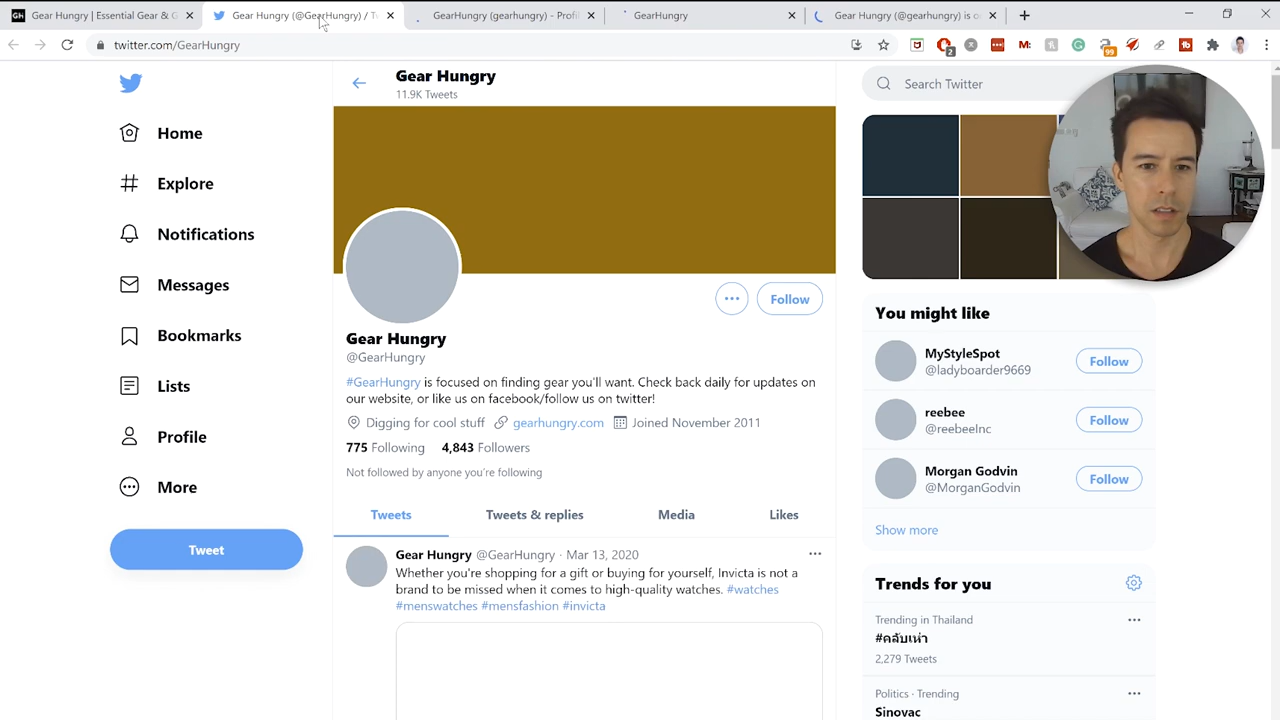 Gh Gear Hungry | Essential Gear & G
Gear Hungry (@GearHungry) / Tw
GearHungry (gearhungry) - Profil
GearHungry
Gear Hungry (@gearhungry) is o
twitter.com/GearHungry
2
M:
99
Gear Hungry
11.9K Tweets
Search Twitter
Home
Explore
Notifications
Messages
Bookmarks
Lists
Profile
More
Tweet
Follow
Gear Hungry
@GearHungry
#GearHungry is focused on finding gear you'll want. Check back daily for updates on
our website, or like us on facebook/follow us on twitter!
Digging for cool stuff gearhungry.com Joined November 2011
775 Following 4,843 Followers
Not followed by anyone you're following
Tweets Tweets & replies Media Likes
Gear Hungry @GearHungry · Mar 13, 2020
Whether you're shopping for a gift or buying for yourself, Invicta is not a
brand to be missed when it comes to high-quality watches. #watches
#menswatches #mensfashion #invicta
You might like
MyStyleSpot
@ladyboarder9669
Follow
reebee
@reebeeInc
Follow
Morgan Godvin
@MorganGodvin
Follow
Show more
Trends for you
Trending in Thailand
#คลับเห่า
2,279 Tweets
Politics · Trending
Sinovac